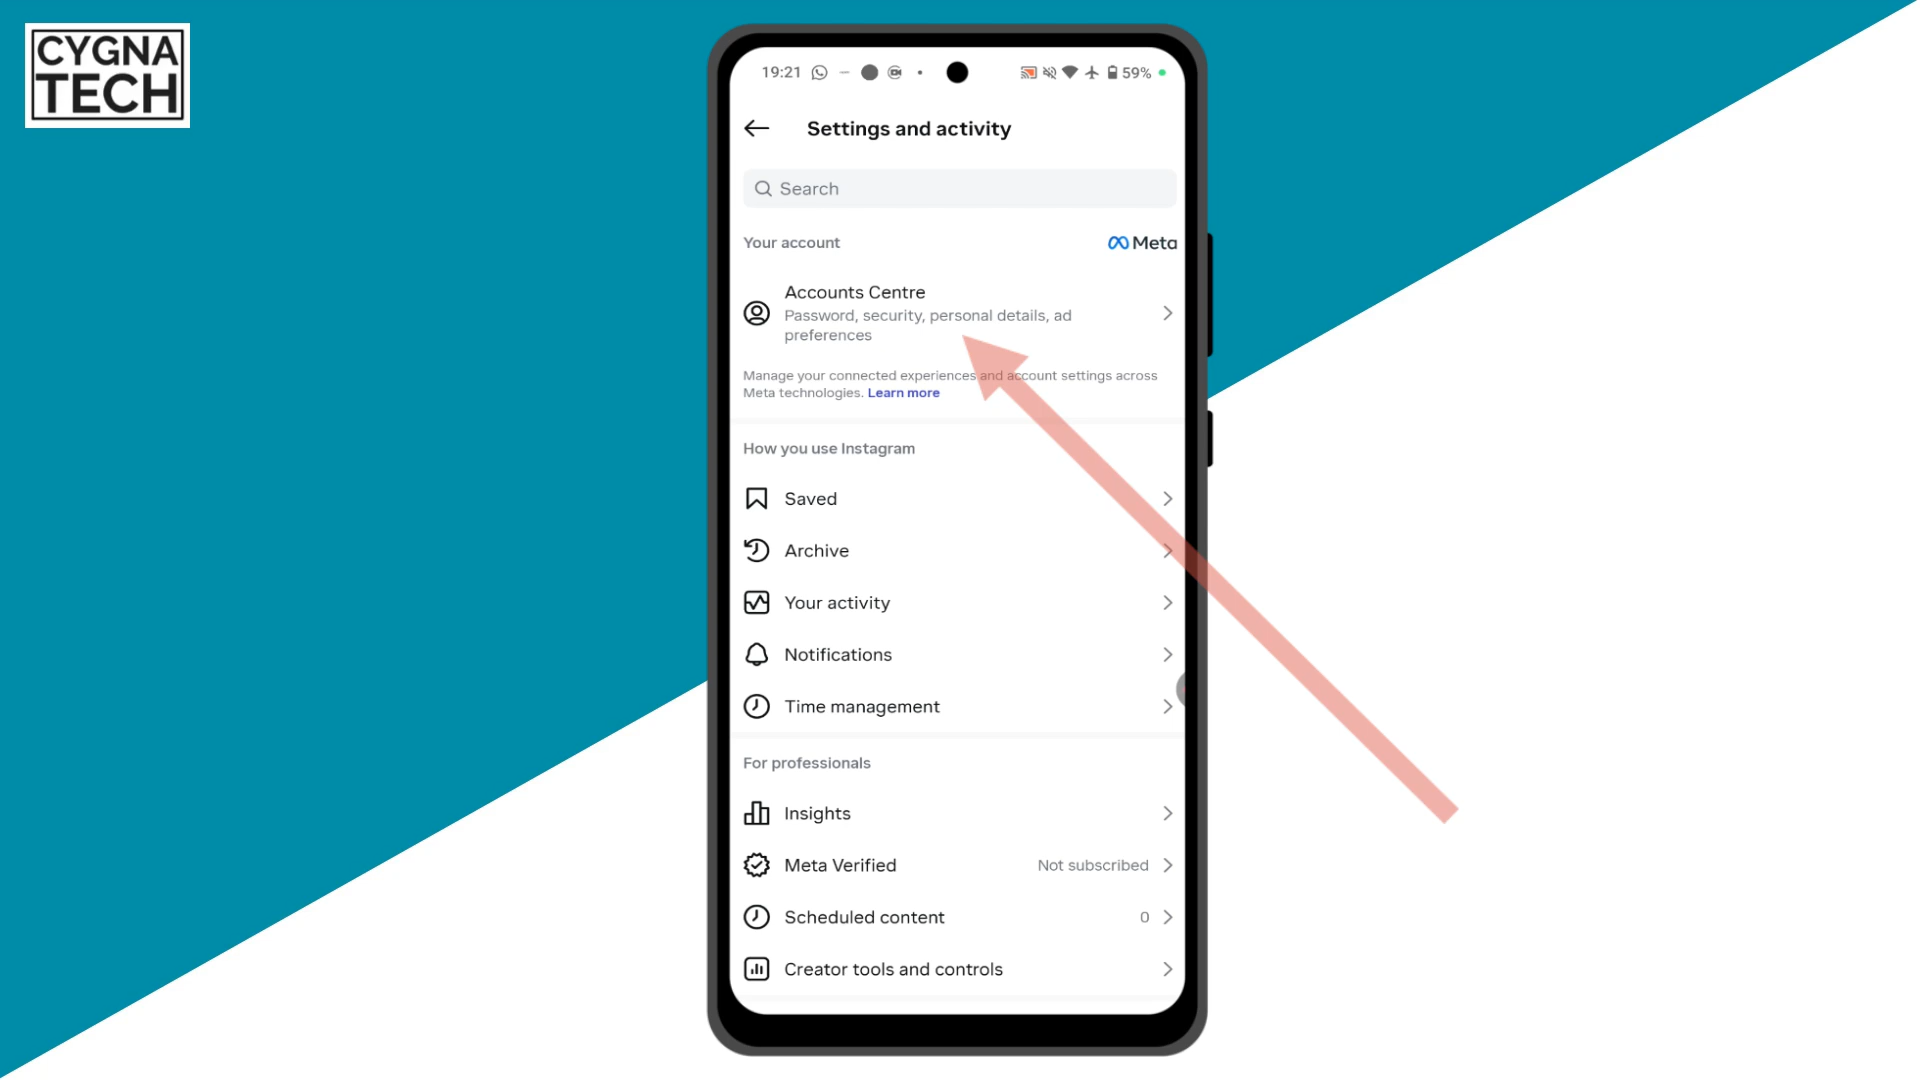 CYGNA
TECH
19:21
59%
Settings and activity
Search
Your account
Meta
Accounts Centre
Password, security, personal details, ad
preferences
Manage your connected experiences and account settings across
Meta technologies. Learn more
How you use Instagram
Saved
Archive
Your activity
Notifications
Time management
For professionals
Insights
Meta Verified
Not subscribed
Scheduled content
0
Creator tools and controls